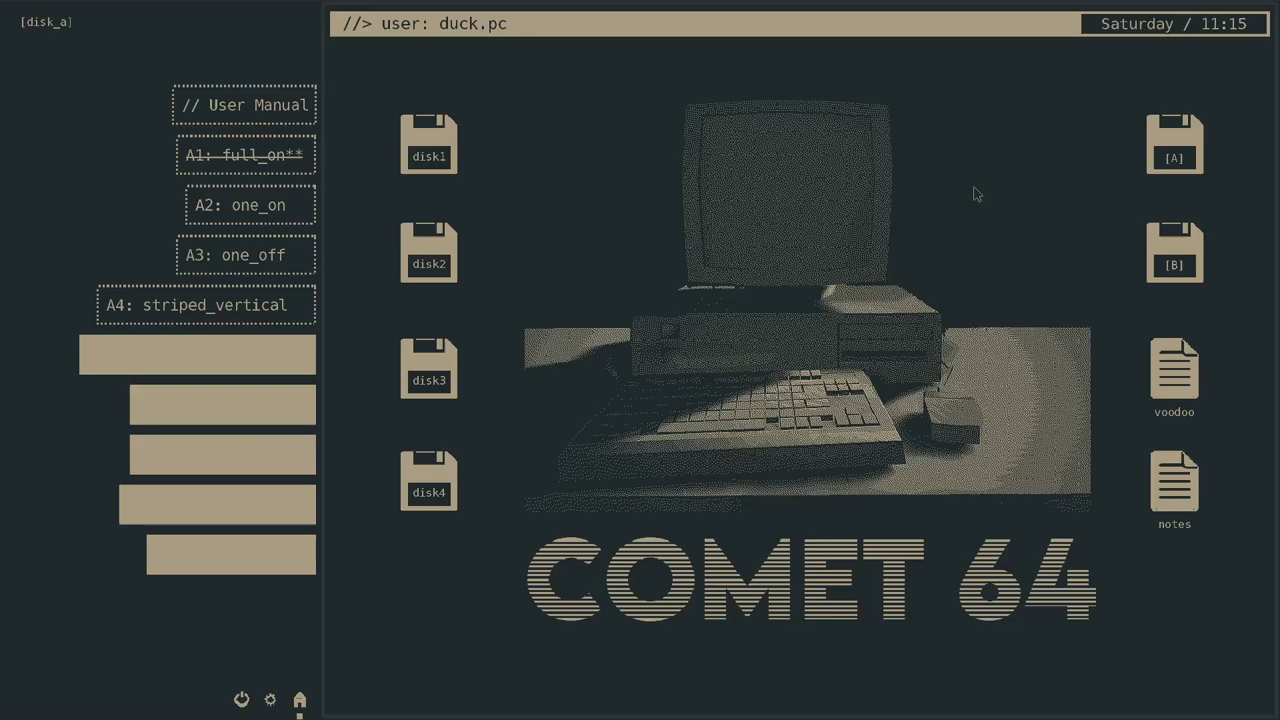 [disk_a]
// User Manual
A1: full_on**
A2: one_on
A3: one_off
A4: striped_vertical
//> user: duck.pc
Saturday / 11:15
disk1
disk2
disk3
disk4
[A]
[B]
voodoo
notes
COMET 64